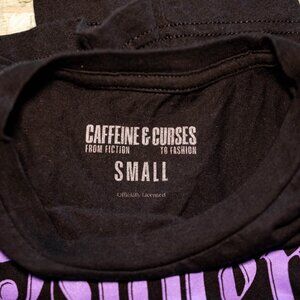 CAFFEINE & CURSES
FROM FICTION TO FASHION
SMALL
Officially Licensed